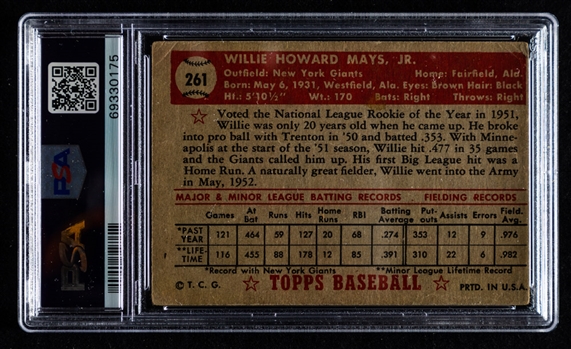 69330175
PSA
PSA
261
WILLIE HOWARD MAYS, JR.
Outfield: New York Giants Home: Fairfield, Ala.
Born: May 6, 1931, Westfield, Ala. Eyes: Brown Hair: Black
Ht.: 5'10½" Wt.: 170 Bats: Right Throws: Right
☆ Voted the National League Rookie of the Year in 1951,
Willie was only 20 years old when he came up. He broke
into pro ball with Trenton in '50 and batted .353. With Minne-
apolis at the start of the '51 season, Willie hit .477 in 35 games
and the Giants called him up. His first Big League hit was a
Home Run. A naturally great fielder, Willie went into the Army
in May, 1952.
MAJOR & MINOR LEAGUE BATTING RECORDS FIELDING RECORDS
Games At Bat Runs Hits Home Runs RBI Batting Average Put-outs Assists Errors Field. Avg.
*PAST YEAR 121 464 59 127 20 68 .274 353 12 9 .976
**LIFE-TIME 116 455 88 178 12 85 .391 310 22 6 .982
*Record with New York Giants **Minor League Lifetime Record
© T.C.G. ☆ TOPPS BASEBALL ☆ PRTD. IN U.S.A.